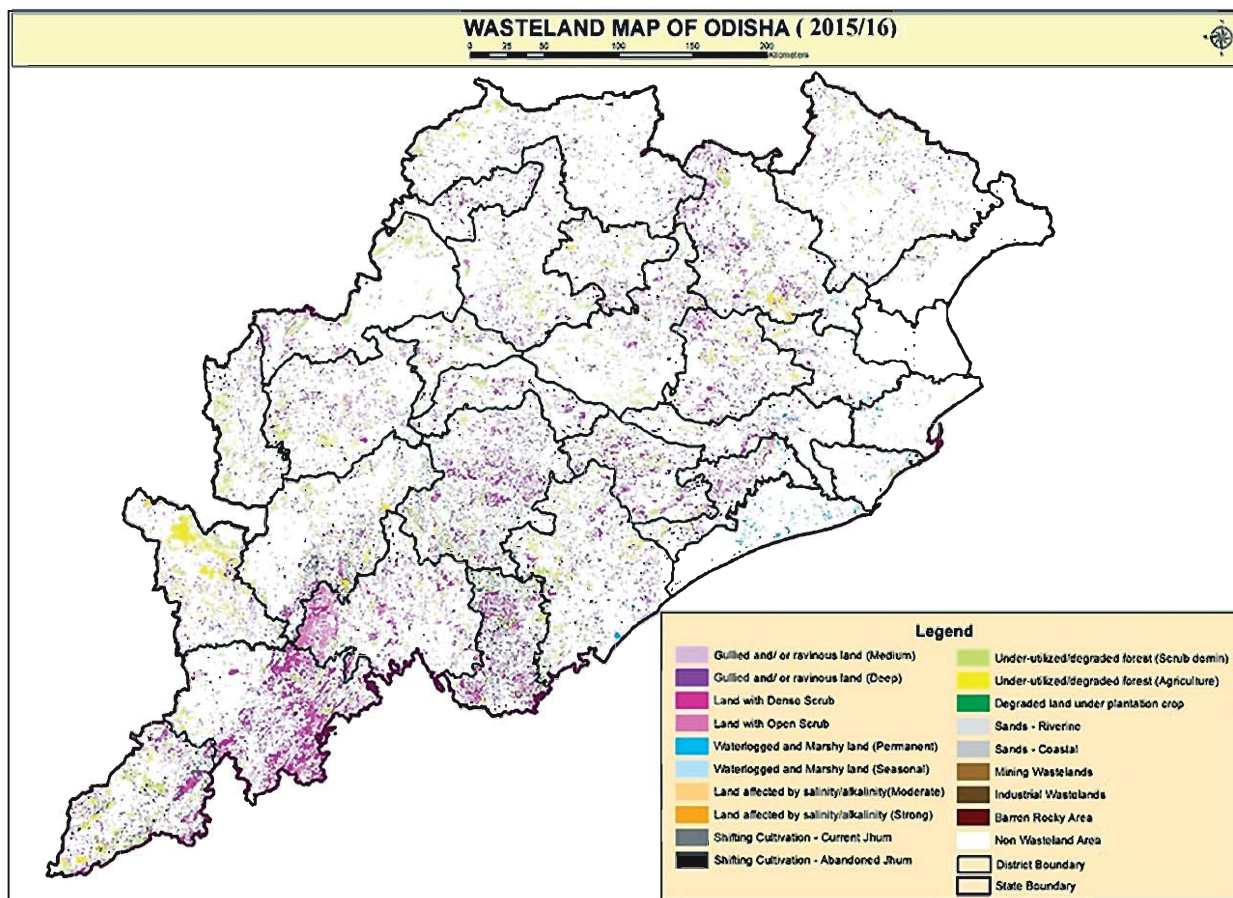 WASTELAND MAP OF ODISHA ( 2015/16)
0 25 50 100 150 200
Kilometers
Legend
Gullied and/ or ravinous land (Medium)
Gullied and/ or ravinous land (Deep)
Land with Dense Scrub
Land with Open Scrub
Waterlogged and Marshy land (Permanent)
Waterlogged and Marshy land (Seasonal)
Land affected by salinity/alkalinity(Moderate)
Land affected by salinity/alkalinity (Strong)
Shifting Cultivation - Current Jhum
Shifting Cultivation - Abandoned Jhum
Under-utilized/degraded forest (Scrub domin)
Under-utilized/degraded forest (Agriculture)
Degraded land under plantation crop
Sands - Riverine
Sands - Coastal
Mining Wastelands
Industrial Wastelands
Barren Rocky Area
Non Wasteland Area
District Boundary
State Boundary